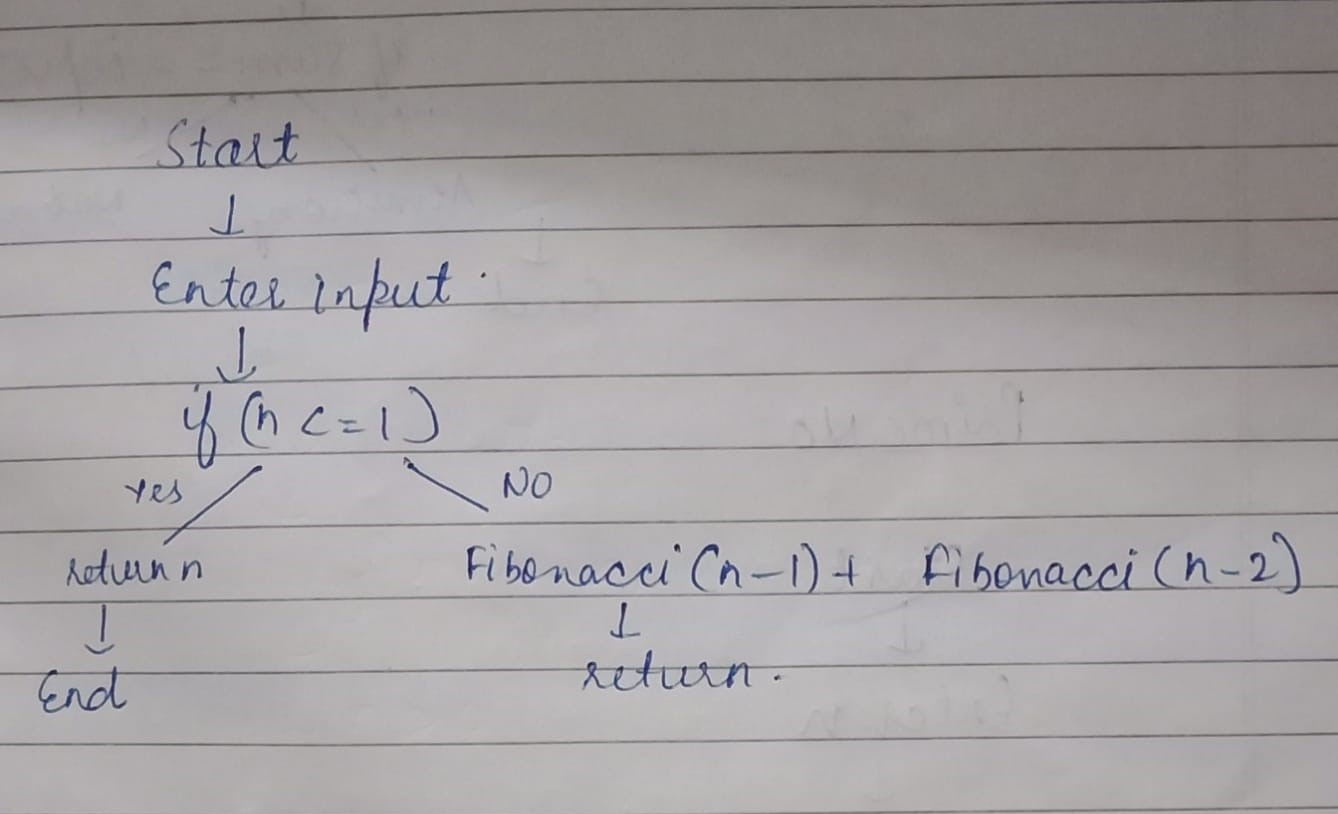 Start
↓
Enter input.
↓
if (n <= 1)
Yes NO
return n Fibonacci (n-1) + Fibonacci (n-2)
↓ ↓
End return.